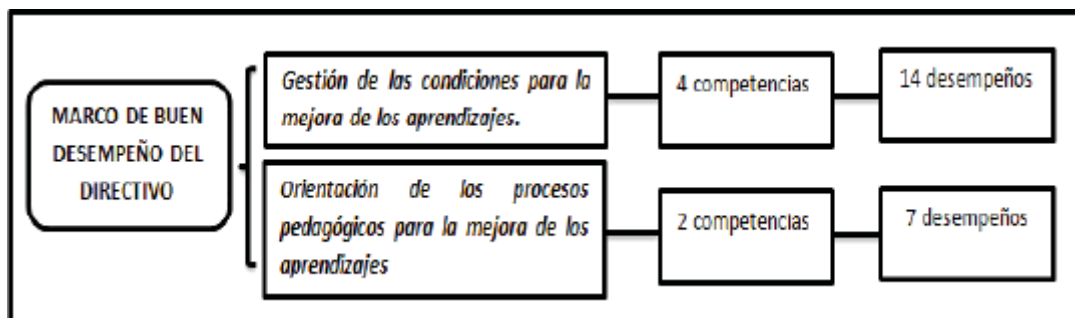 MARCO DE BUEN
DESEMPEÑO DEL
DIRECTIVO
Gestión de las condiciones para la
mejora de los aprendizajes.
4 competencias
14 desempeños
Orientación de los procesos
pedagógicos para la mejora de los
aprendizajes
2 competencias
7 desempeños